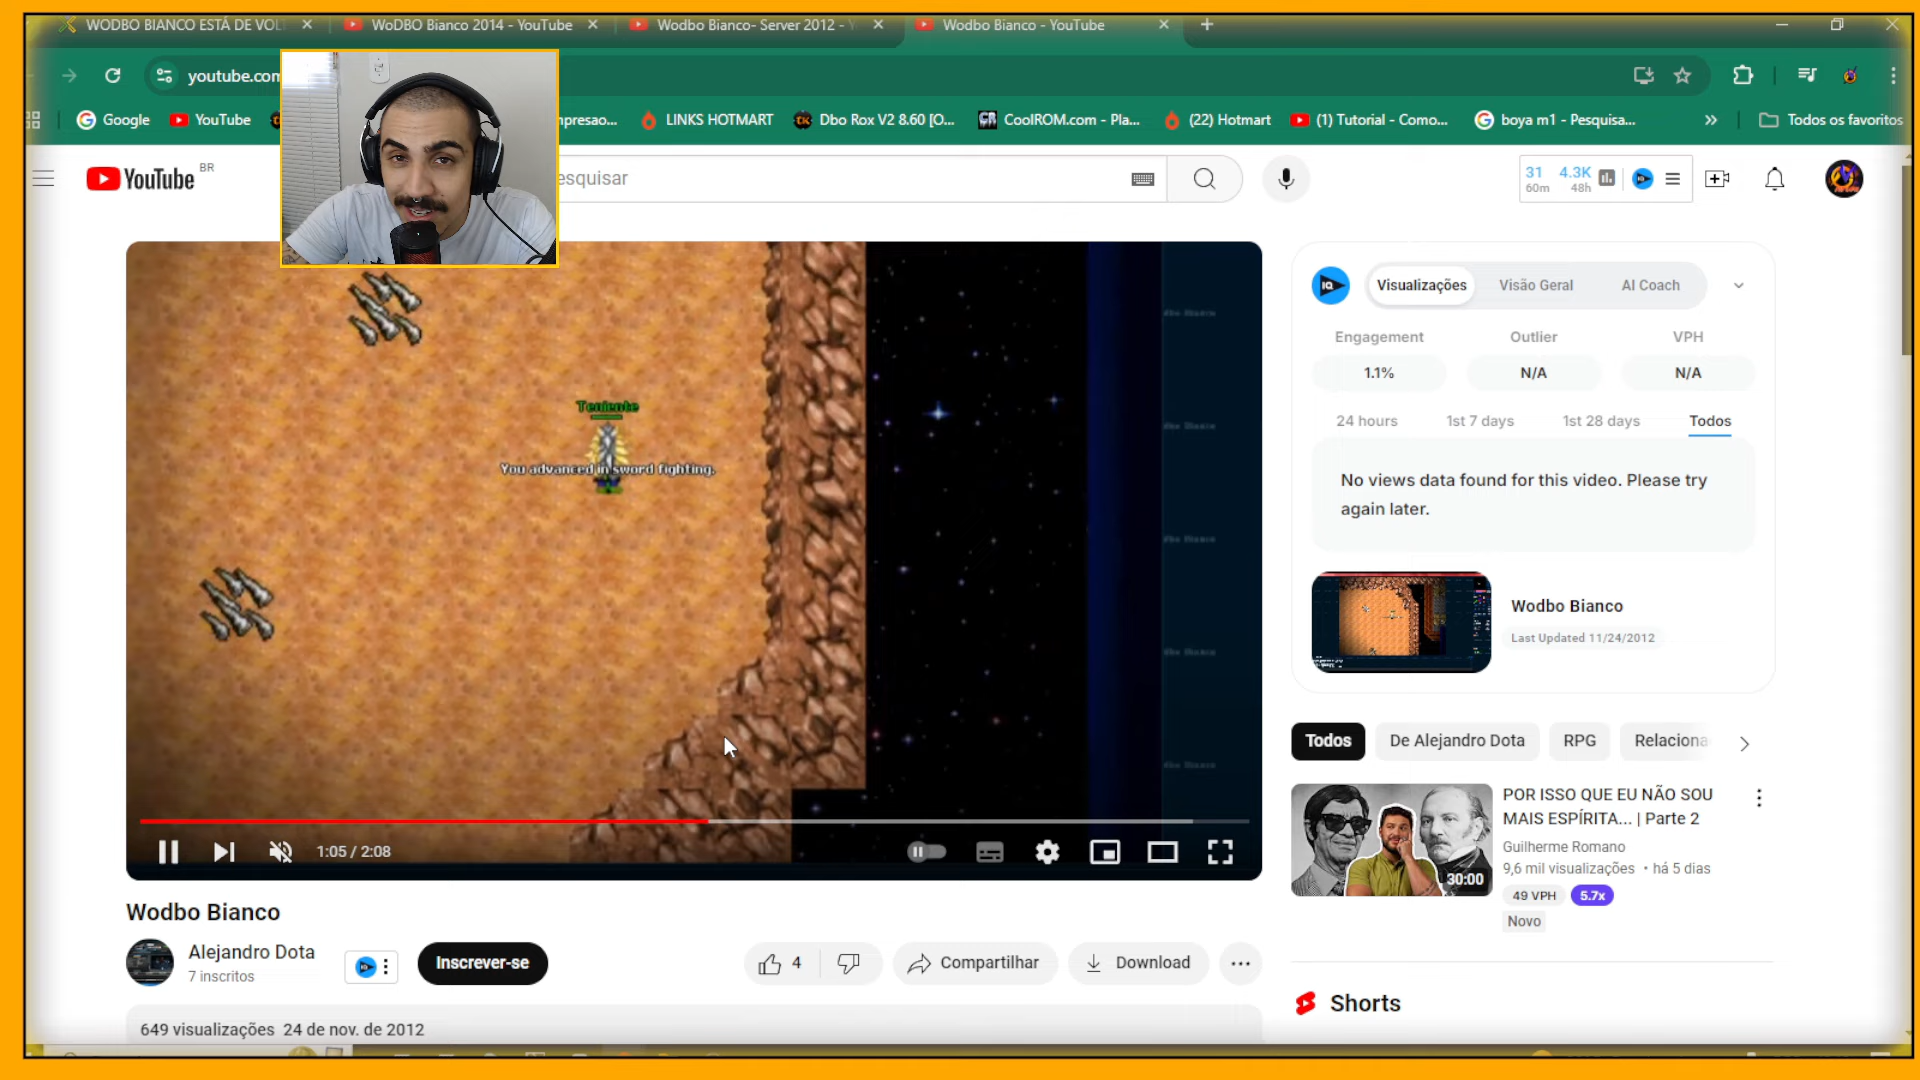 WODBO BIANCO ESTÁ DE VOL
WoDBO Bianco 2014 - YouTube
Wodbo Bianco- Server 2012 -
Wodbo Bianco - YouTube
youtube.com
Google
YouTube
npresao...
LINKS HOTMART
Dbo Rox V2 8.60 [O...
CoolROM.com - Pla...
(22) Hotmart
(1) Tutorial - Como...
boya m1 - Pesquisa...
Todos os favoritos
YouTube BR
esquisar
31 60m
4.3K 48h
Teniente
You advanced in sword fighting.
1:05 / 2:08
Wodbo Bianco
Alejandro Dota
7 inscritos
Inscrever-se
4
Compartilhar
Download
649 visualizações 24 de nov. de 2012
IQ
Visualizações
Visão Geral
AI Coach
Engagement
Outlier
VPH
1.1%
N/A
N/A
24 hours
1st 7 days
1st 28 days
Todos
No views data found for this video. Please try
again later.
Wodbo Bianco
Last Updated 11/24/2012
Todos
De Alejandro Dota
RPG
Relaciona
30:00
POR ISSO QUE EU NÃO SOU
MAIS ESPÍRITA... | Parte 2
Guilherme Romano
9,6 mil visualizações • há 5 dias
49 VPH
5.7x
Novo
Shorts